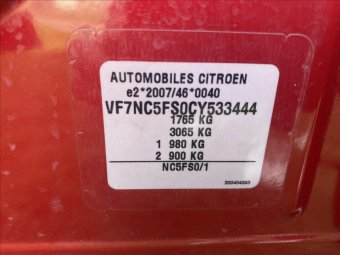 AUTOMOBILES CITROEN
e2*2007/46*0040
VF7NC5FS0CY533444
1765 KG
3065 KG
1 980 KG
2 900 KG
NC5FS0/1